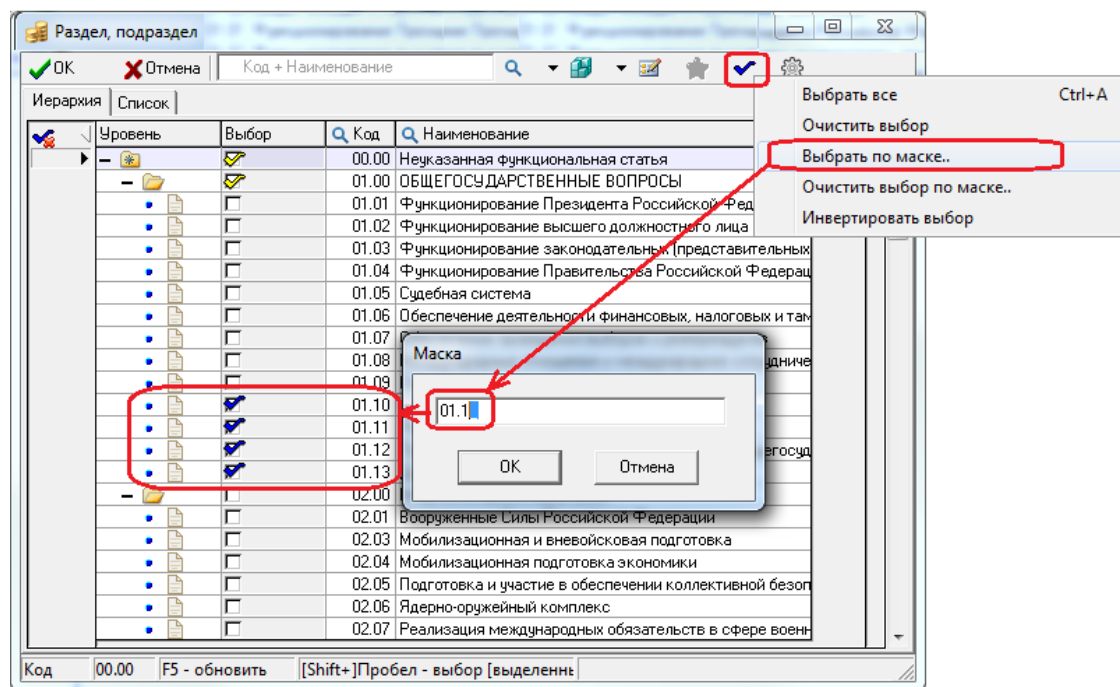 Раздел, подраздел
OK Отмена Код + Наименование
Иерархия Список
Выбрать все Ctrl+A
Очистить выбор
Выбрать по маске..
Очистить выбор по маске..
Инвертировать выбор
Уровень Выбор Код Наименование
00.00 Неуказанная функциональная статья
01.00 ОБЩЕГОСУДАРСТВЕННЫЕ ВОПРОСЫ
01.01 Функционирование Президента Российской Фед
01.02 Функционирование высшего должностного лица
01.03 Функционирование законодательных (представительных
01.04 Функционирование Правительства Российской Федерац
01.05 Судебная система
01.06 Обеспечение деятельности финансовых, налоговых и там
01.07
01.08 удниче
01.09
01.10
01.11
01.12 егосуд
01.13
Маска
01.1
OK Отмена
02.00
02.01 Вооруженные Силы Российской Федерации
02.03 Мобилизационная и вневойсковая подготовка
02.04 Мобилизационная подготовка экономики
02.05 Подготовка и участие в обеспечении коллективной безоп
02.06 Ядерно-оружейный комплекс
02.07 Реализация международных обязательств в сфере военн
Код 00.00 F5 - обновить [Shift+]Пробел - выбор [выделеннь